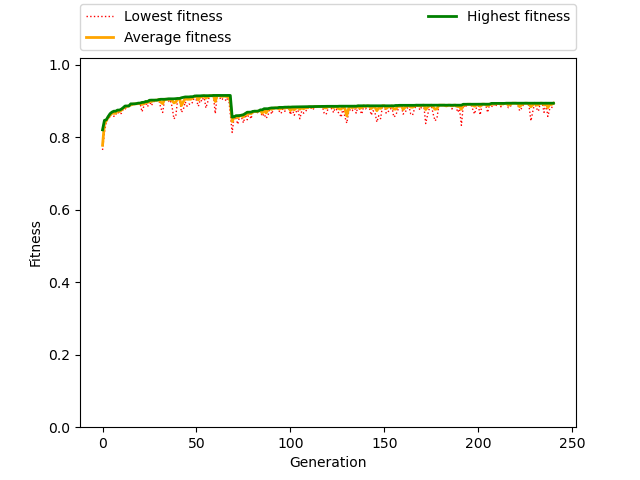 Lowest fitness
Average fitness
Highest fitness
1.0
0.8
0.6
0.4
0.2
0.0
Fitness
0 50 100 150 200 250
Generation